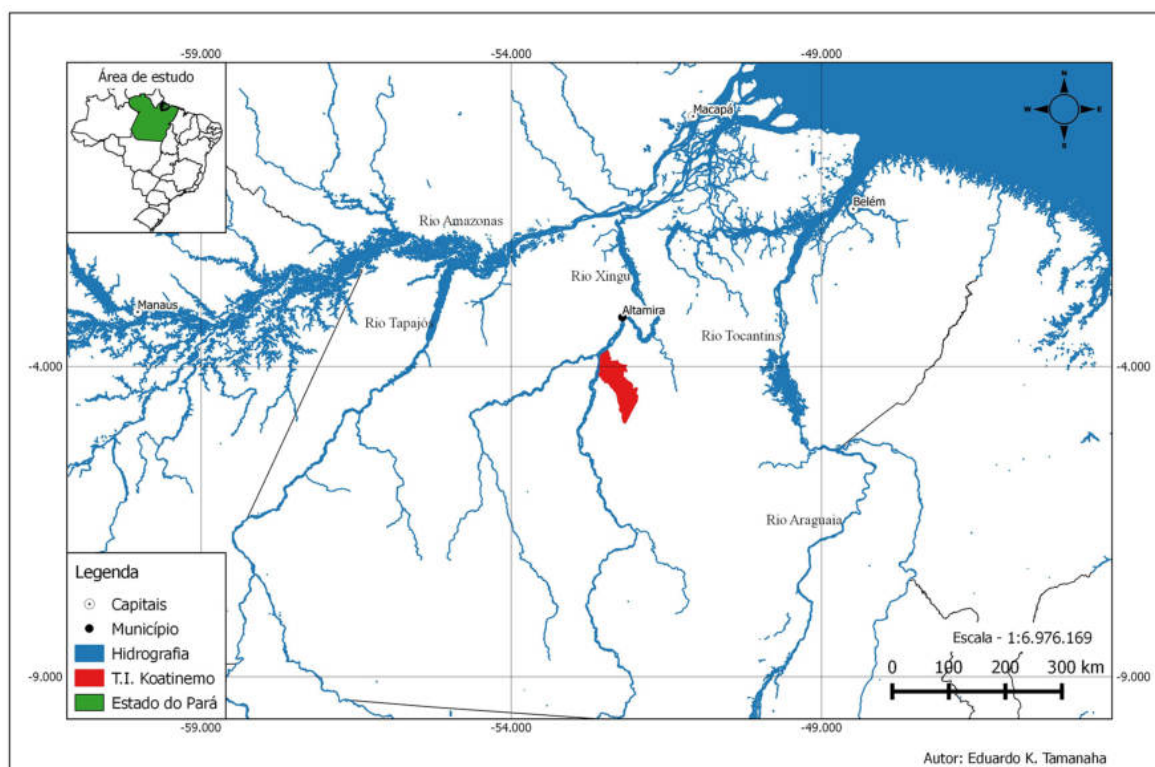 -59.000
-54.000
-49.000
Área de estudo
N
W
E
S
Macapá
Belém
Rio Amazonas
Rio Xingu
Manaus
Altamira
Rio Tapajós
Rio Tocantins
-4.000
-4.000
Rio Araguaia
Legenda
Capitais
Município
Hidrografia
T.I. Koatinemo
Estado do Pará
Escala - 1:6.976.169
0 100 200 300 km
-9.000
-9.000
-59.000
-54.000
-49.000
Autor: Eduardo K. Tamanaha